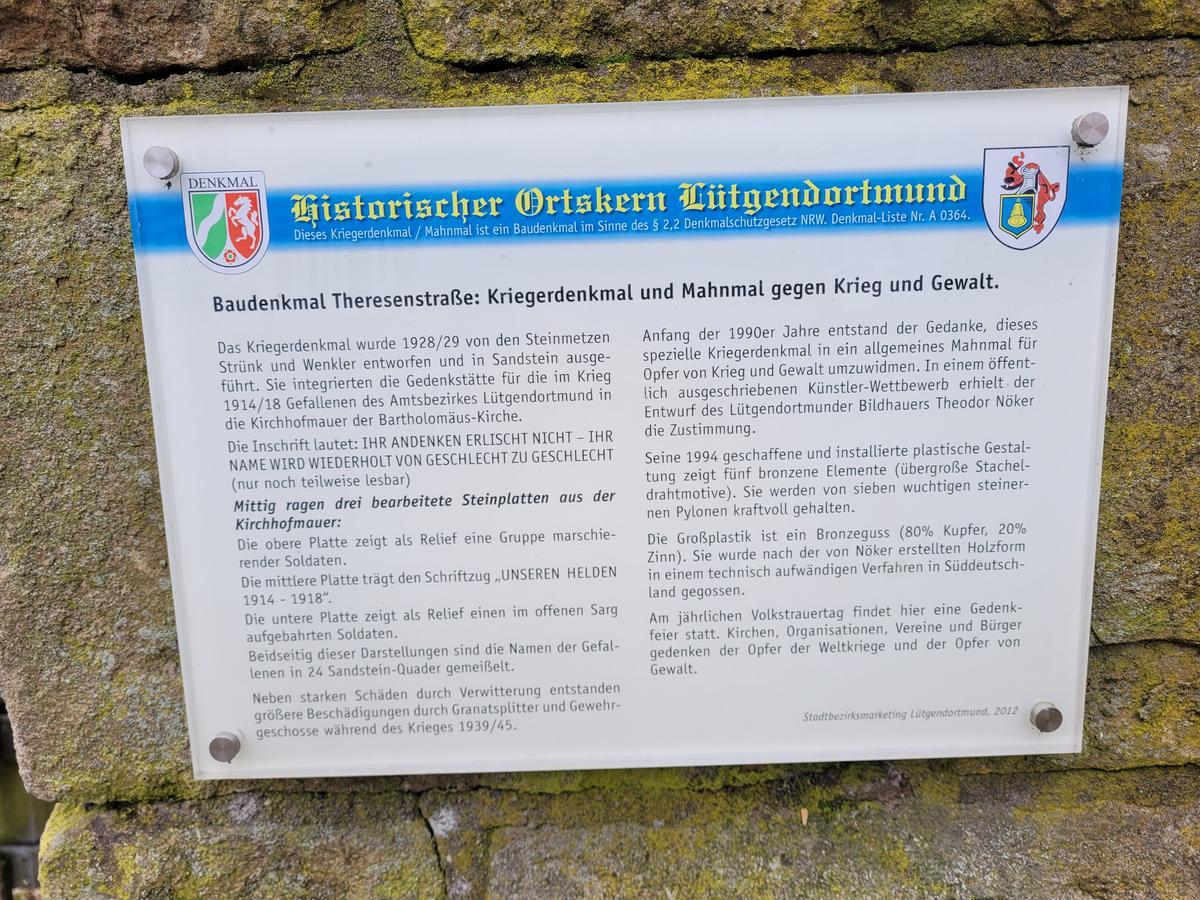 DENKMAL
Historischer Ortskern Lütgendortmund
Dieses Kriegerdenkmal / Mahnmal ist ein Baudenkmal im Sinne des § 2,2 Denkmalschutzgesetz NRW. Denkmal-Liste Nr. A 0364.
Baudenkmal Theresenstraße: Kriegerdenkmal und Mahnmal gegen Krieg und Gewalt.
Das Kriegerdenkmal wurde 1928/29 von den Steinmetzen
Strünk und Wenkler entworfen und in Sandstein ausge-
führt. Sie integrierten die Gedenkstätte für die im Krieg
1914/18 Gefallenen des Amtsbezirkes Lütgendortmund in
die Kirchhofmauer der Bartholomäus-Kirche.
Die Inschrift lautet: IHR ANDENKEN ERLISCHT NICHT – IHR
NAME WIRD WIEDERHOLT VON GESCHLECHT ZU GESCHLECHT
(nur noch teilweise lesbar)
Mittig ragen drei bearbeitete Steinplatten aus der
Kirchhofmauer:
Die obere Platte zeigt als Relief eine Gruppe marschie-
render Soldaten.
Die mittlere Platte trägt den Schriftzug „UNSEREN HELDEN
1914 - 1918“.
Die untere Platte zeigt als Relief einen im offenen Sarg
aufgebahrten Soldaten.
Beidseitig dieser Darstellungen sind die Namen der Gefal-
lenen in 24 Sandstein-Quader gemeißelt.
Neben starken Schäden durch Verwitterung entstanden
größere Beschädigungen durch Granatsplitter und Gewehr-
geschosse während des Krieges 1939/45.
Anfang der 1990er Jahre entstand der Gedanke, dieses
spezielle Kriegerdenkmal in ein allgemeines Mahnmal für
Opfer von Krieg und Gewalt umzuwidmen. In einem öffent-
lich ausgeschriebenen Künstler-Wettbewerb erhielt der
Entwurf des Lütgendortmunder Bildhauers Theodor Nöker
die Zustimmung.
Seine 1994 geschaffene und installierte plastische Gestal-
tung zeigt fünf bronzene Elemente (übergroße Stachel-
drahtmotive). Sie werden von sieben wuchtigen steiner-
nen Pylonen kraftvoll gehalten.
Die Großplastik ist ein Bronzeguss (80% Kupfer, 20%
Zinn). Sie wurde nach der von Nöker erstellten Holzform
in einem technisch aufwändigen Verfahren in Süddeutsch-
land gegossen.
Am jährlichen Volkstrauertag findet hier eine Gedenk-
feier statt. Kirchen, Organisationen, Vereine und Bürger
gedenken der Opfer der Weltkriege und der Opfer von
Gewalt.
Stadtbezirksmarketing Lütgendortmund, 2012